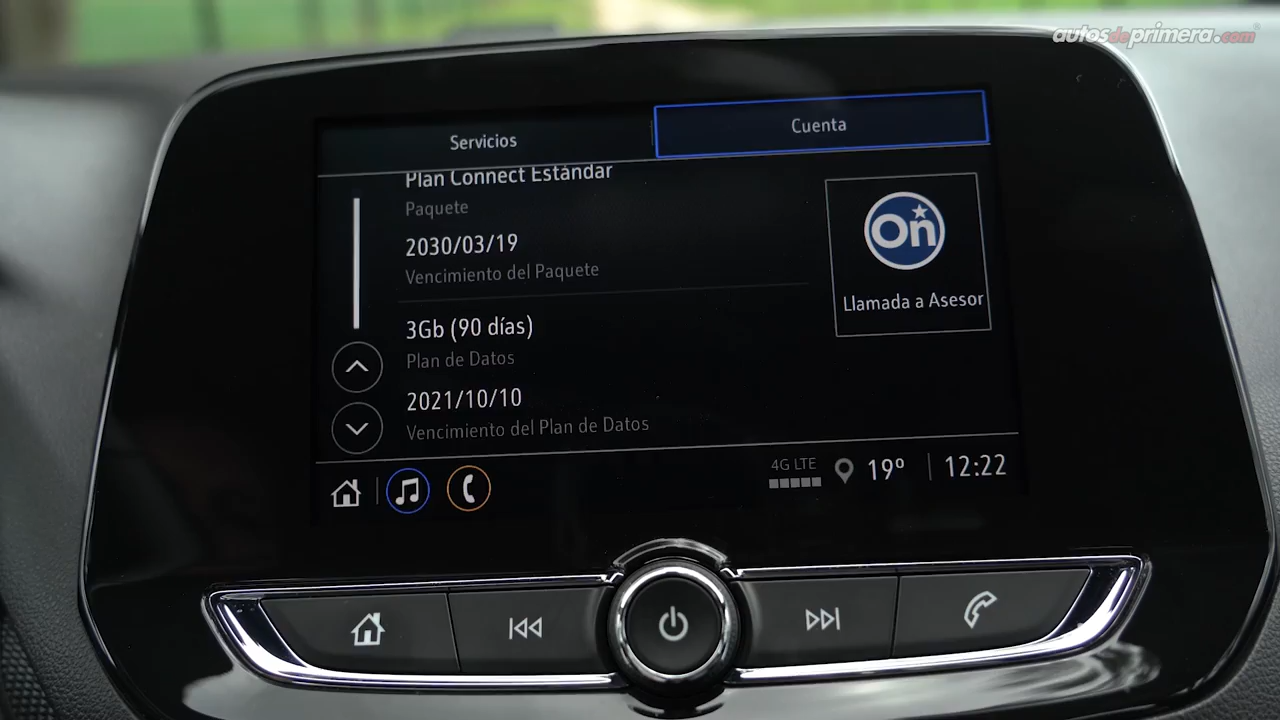 autosdeprimera.com
Servicios
Cuenta
Plan Connect Estándar
Paquete
2030/03/19
Vencimiento del Paquete
3Gb (90 días)
Plan de Datos
2021/10/10
Vencimiento del Plan de Datos
On
Llamada a Asesor
4G LTE
19º
12:22